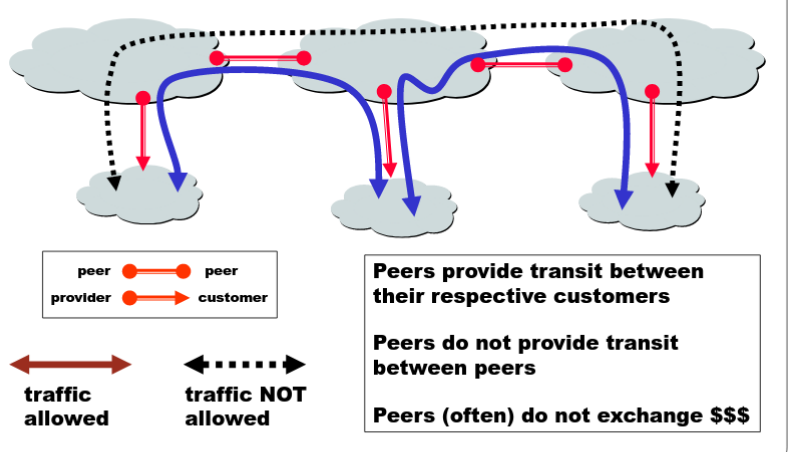 peer peer
provider customer
traffic
allowed
traffic NOT
allowed
Peers provide transit between
their respective customers
Peers do not provide transit
between peers
Peers (often) do not exchange $$$